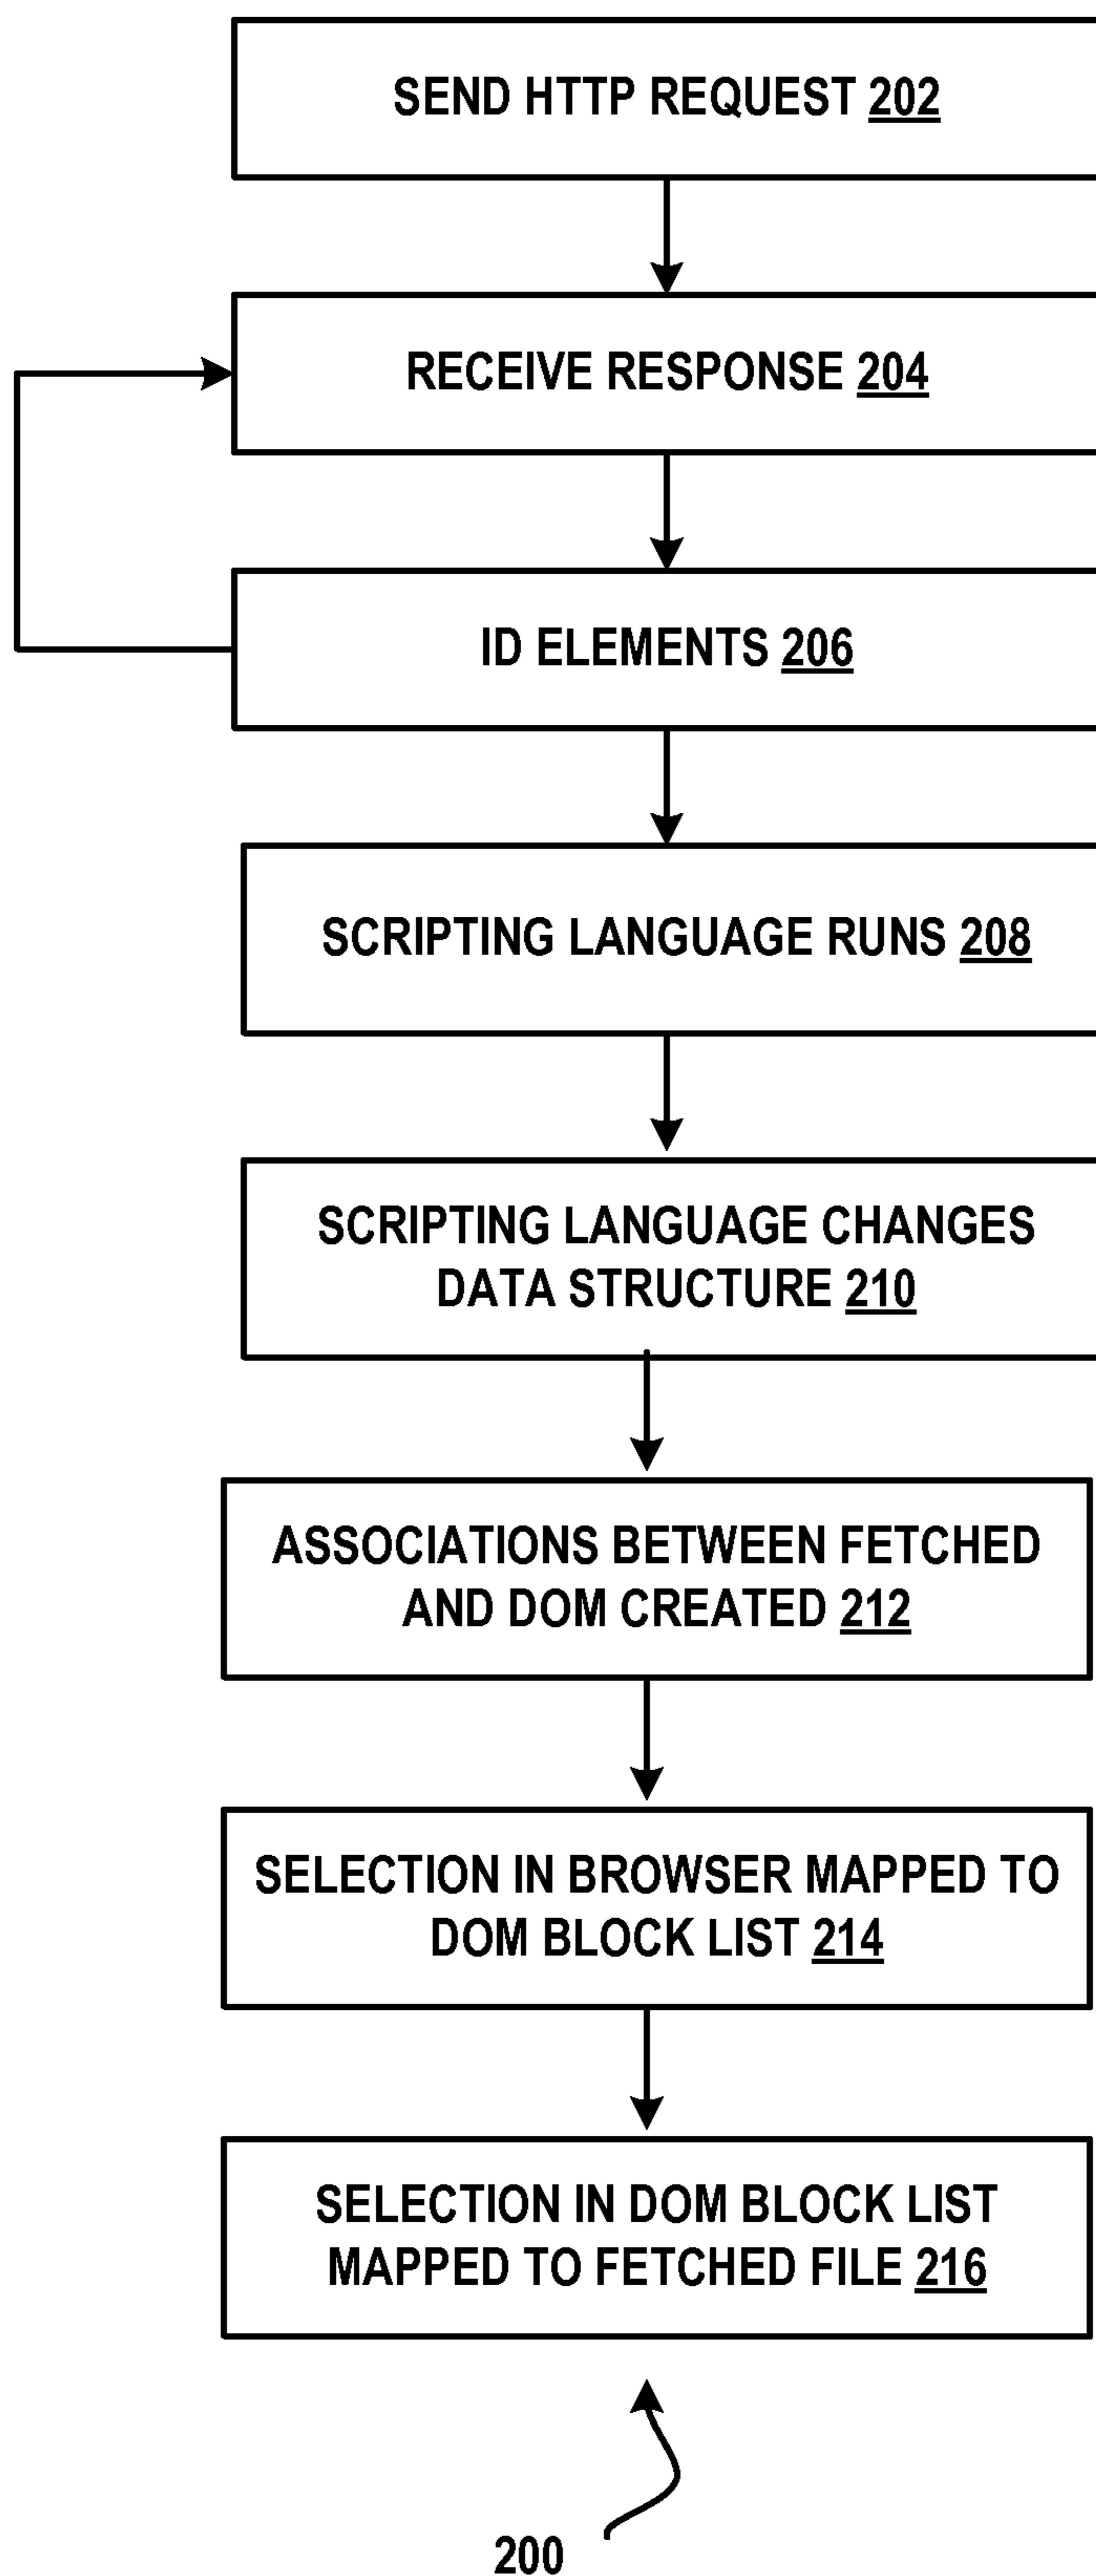 SEND HTTP REQUEST 202
RECEIVE RESPONSE 204
ID ELEMENTS 206
SCRIPTING LANGUAGE RUNS 208
SCRIPTING LANGUAGE CHANGES
DATA STRUCTURE 210
ASSOCIATIONS BETWEEN FETCHED
AND DOM CREATED 212
SELECTION IN BROWSER MAPPED TO
DOM BLOCK LIST 214
SELECTION IN DOM BLOCK LIST
MAPPED TO FETCHED FILE 216
200